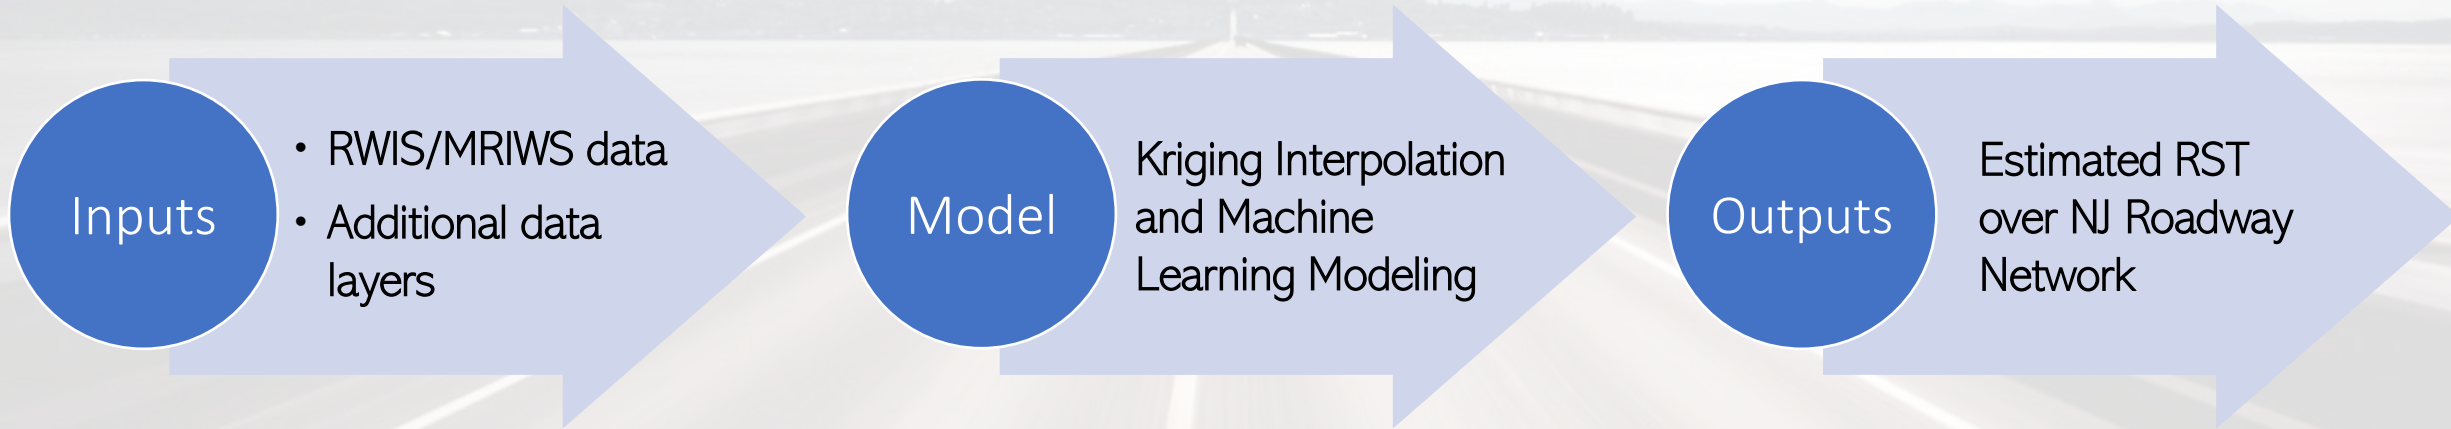 Inputs
• RWIS/MRIWS data
• Additional data
layers
Model
Kriging Interpolation
and Machine
Learning Modeling
Outputs
Estimated RST
over NJ Roadway
Network